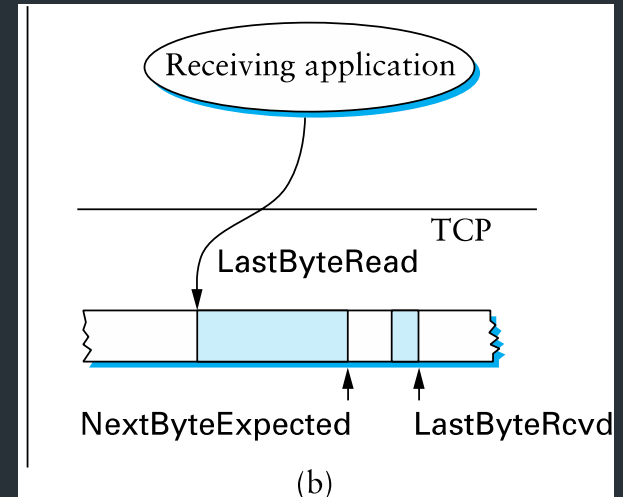 Receiving application
TCP
LastByteRead
NextByteExpected
LastByteRcvd
(b)